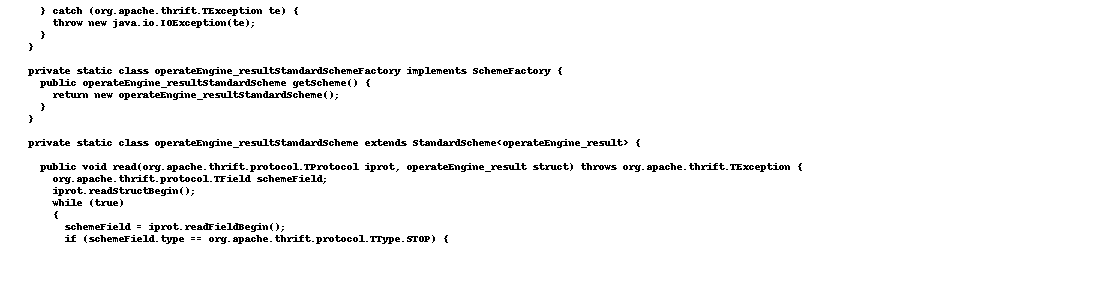 } catch (org.apache.thrift.TException te) {
throw new java.io.IOException(te);
}
}
private static class operateEngine_resultStandardSchemeFactory implements SchemeFactory {
public operateEngine_resultStandardScheme getScheme() {
return new operateEngine_resultStandardScheme();
}
}
private static class operateEngine_resultStandardScheme extends StandardScheme<operateEngine_result> {
public void read(org.apache.thrift.protocol.TProtocol iprot, operateEngine_result struct) throws org.apache.thrift.TException {
org.apache.thrift.protocol.TField schemeField;
iprot.readStructBegin();
while (true)
{
schemeField = iprot.readFieldBegin();
if (schemeField.type == org.apache.thrift.protocol.TType.STOP) {